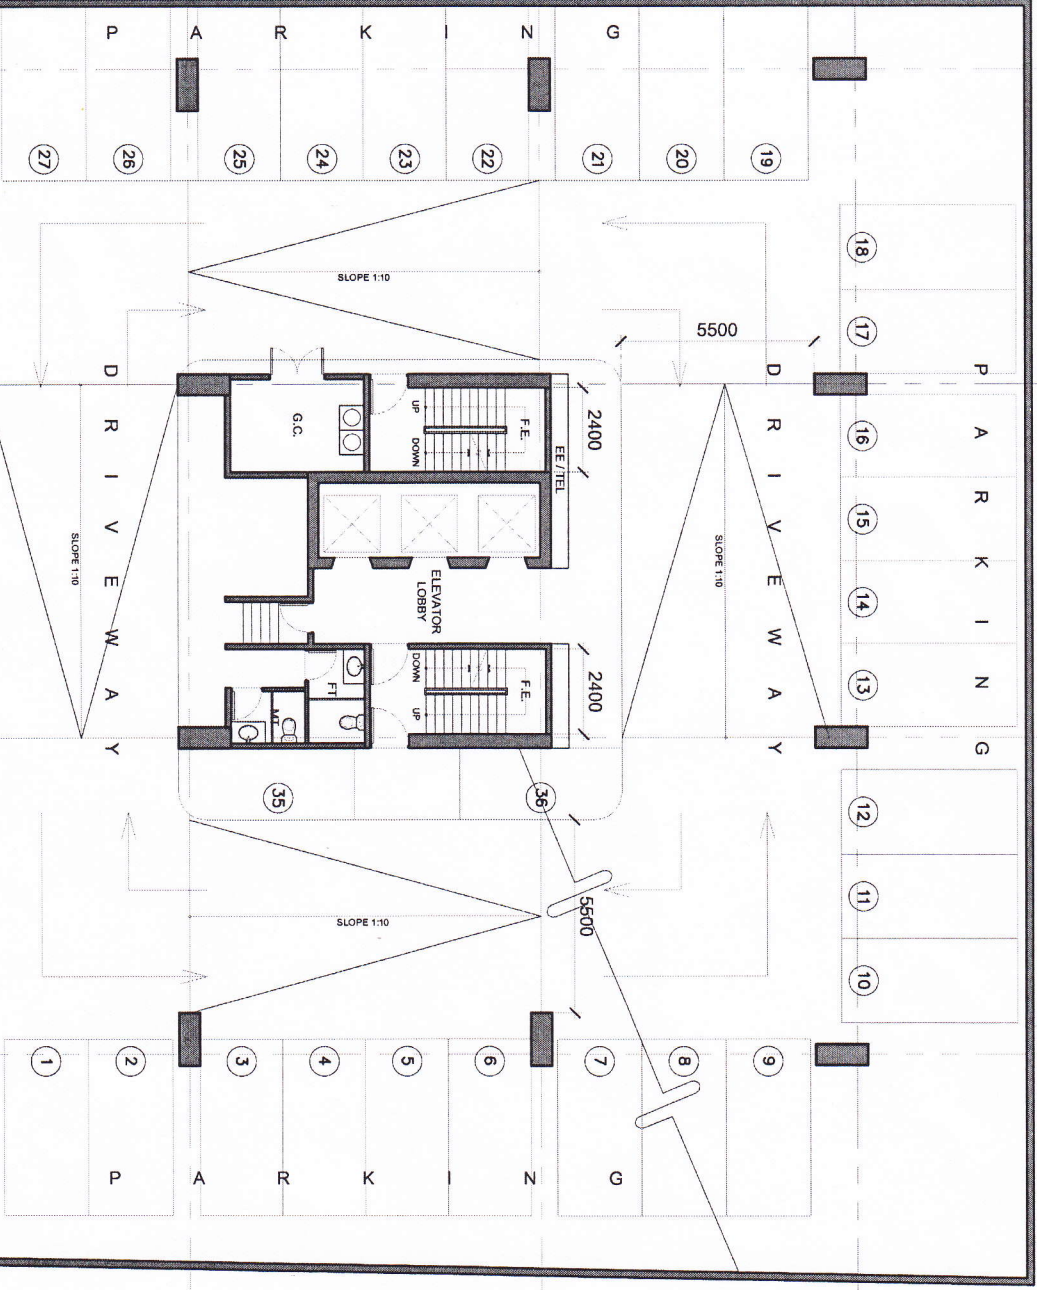 P A R K I N G
27
26
25
24
23
22
21
20
19
18
17
16
15
14
13
12
11
10
P A R K I N G
SLOPE 1:10
5500
D R I V E W A Y
D R I V E W A Y
G.C.
UP
DOWN
F.E.
2400
EE / TEL
SLOPE 1:10
SLOPE 1:10
ELEVATOR
LOBBY
DOWN
UP
F.E.
2400
FT
MT
35
36
5500
SLOPE 1:10
1
2
3
4
5
6
7
8
9
P A R K I N G